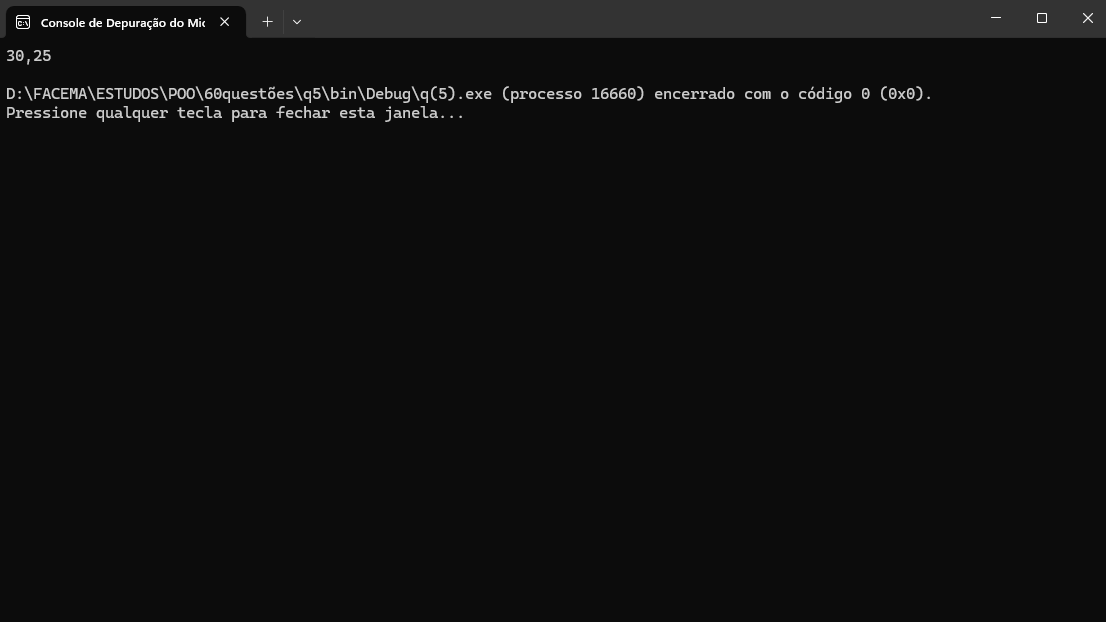 Console de Depuração do Mic
30,25
D:\FACEMA\ESTUDOS\POO\60questões\q5\bin\Debug\q(5).exe (processo 16660) encerrado com o código 0 (0x0).
Pressione qualquer tecla para fechar esta janela...